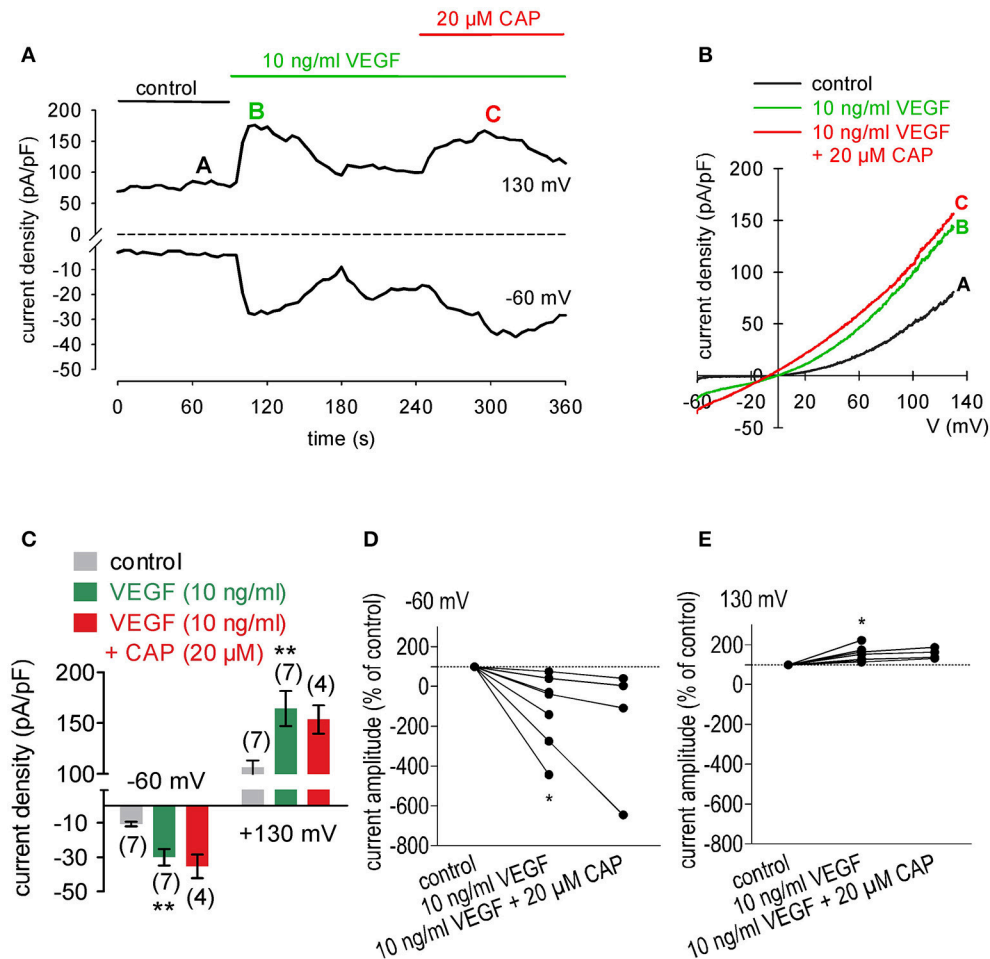 20 µM CAP
A
10 ng/ml VEGF
control
200
150
100
50
0
-10
-20
-30
-40
-50
current density (pA/pF)
A
B
C
130 mV
-60 mV
0
60
120
180
240
300
360
time (s)
B
control
10 ng/ml VEGF
10 ng/ml VEGF
+ 20 µM CAP
200
150
100
50
0
-50
current density (pA/pF)
C
B
A
-60
-20
20
60
100
140
V (mV)
C
control
VEGF (10 ng/ml)
VEGF (10 ng/ml)
+ CAP (20 µM)
200
150
100
-10
-30
-50
current density (pA/pF)
**
(7)
(4)
(7)
-60 mV
+130 mV
(7)
(7)
(4)
**
D
-60 mV
200
0
-200
-400
-600
-800
current amplitude (% of control)
*
control
10 ng/ml VEGF
10 ng/ml VEGF + 20 µM CAP
E
130 mV
200
0
-200
-400
-600
-800
current amplitude (% of control)
*
control
10 ng/ml VEGF
10 ng/ml VEGF + 20 µM CAP